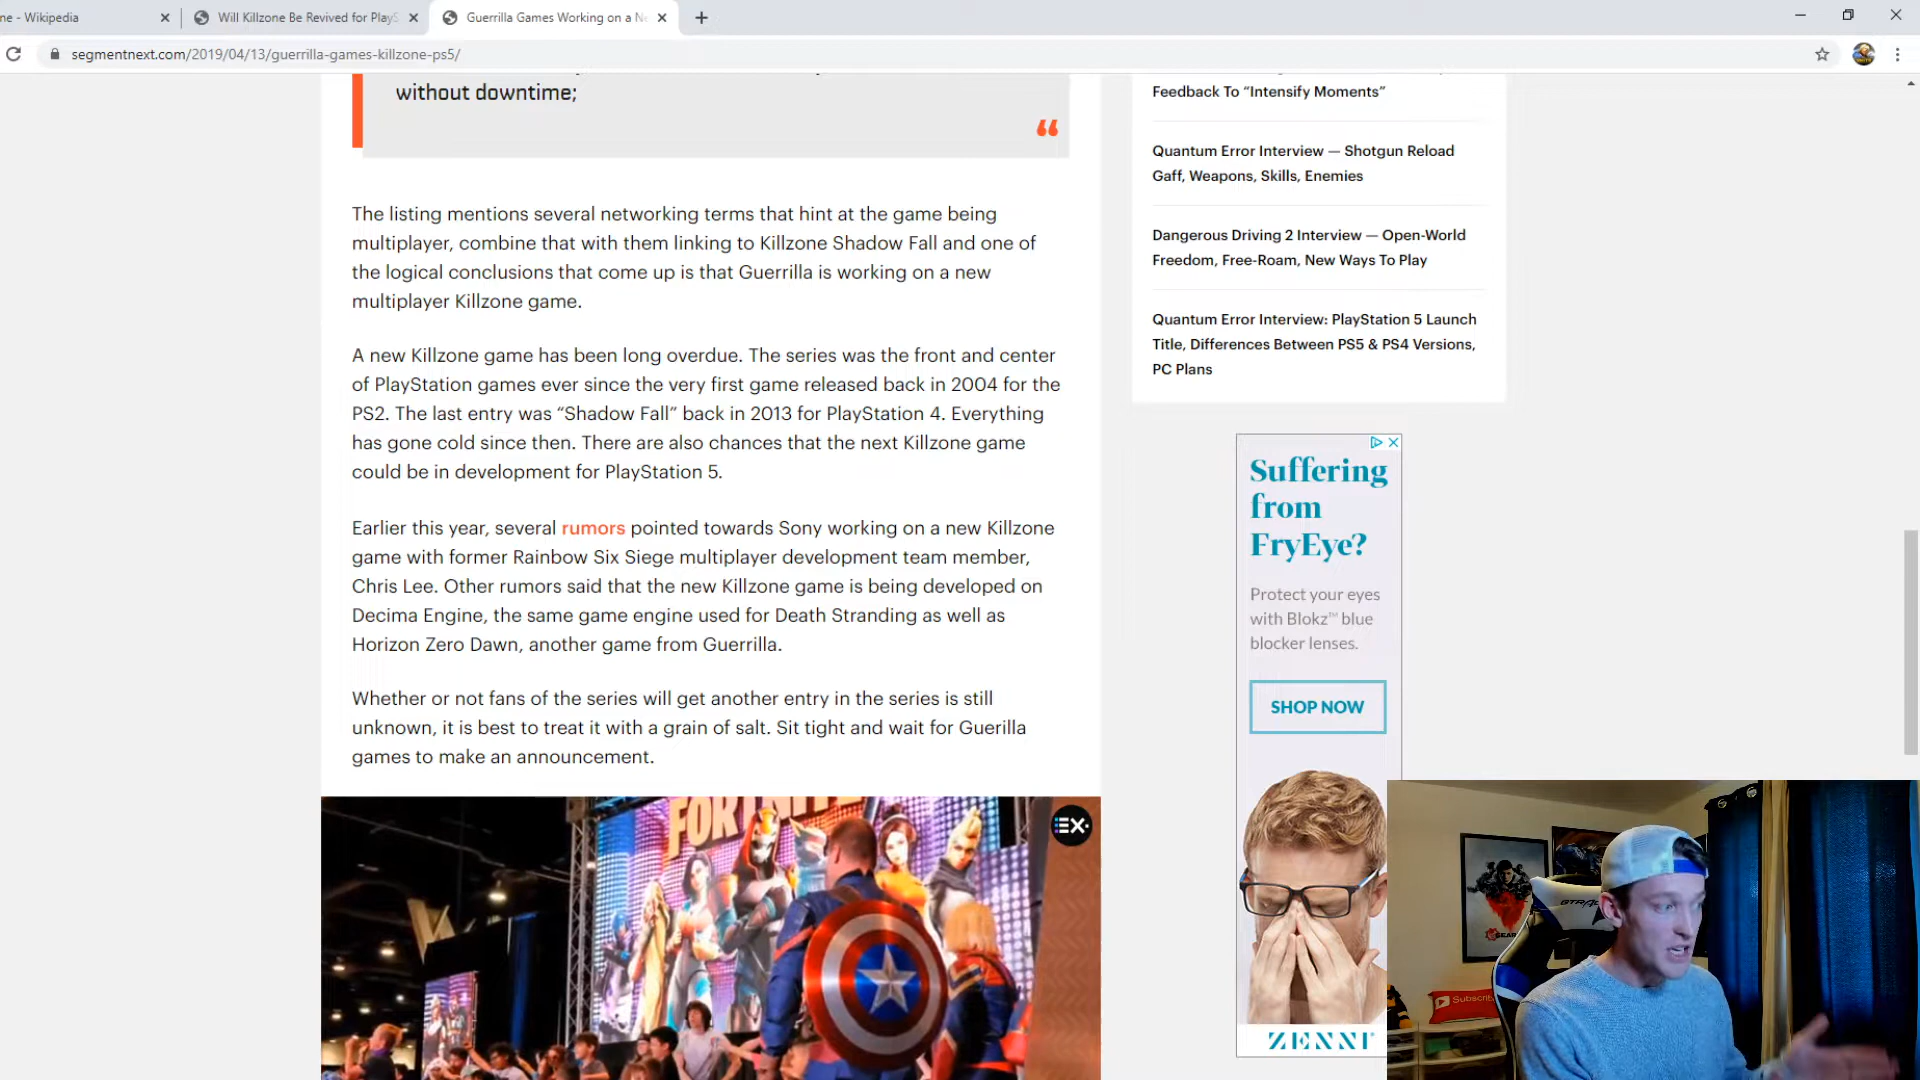 ne - Wikipedia
Will Killzone Be Revived for PlayS
Guerrilla Games Working on a Ne
segmentnext.com/2019/04/13/guerrilla-games-killzone-ps5/
without downtime;
The listing mentions several networking terms that hint at the game being
multiplayer, combine that with them linking to Killzone Shadow Fall and one of
the logical conclusions that come up is that Guerrilla is working on a new
multiplayer Killzone game.
A new Killzone game has been long overdue. The series was the front and center
of PlayStation games ever since the very first game released back in 2004 for the
PS2. The last entry was “Shadow Fall” back in 2013 for PlayStation 4. Everything
has gone cold since then. There are also chances that the next Killzone game
could be in development for PlayStation 5.
Earlier this year, several rumors pointed towards Sony working on a new Killzone
game with former Rainbow Six Siege multiplayer development team member,
Chris Lee. Other rumors said that the new Killzone game is being developed on
Decima Engine, the same game engine used for Death Stranding as well as
Horizon Zero Dawn, another game from Guerrilla.
Whether or not fans of the series will get another entry in the series is still
unknown, it is best to treat it with a grain of salt. Sit tight and wait for Guerilla
games to make an announcement.
FORTNITE
EX
Feedback To “Intensify Moments”
Quantum Error Interview — Shotgun Reload
Gaff, Weapons, Skills, Enemies
Dangerous Driving 2 Interview — Open-World
Freedom, Free-Roam, New Ways To Play
Quantum Error Interview: PlayStation 5 Launch
Title, Differences Between PS5 & PS4 Versions,
PC Plans
Suffering
from
FryEye?
Protect your eyes
with Blokz™ blue
blocker lenses.
SHOP NOW
ZENNI
GEARS
GTRAC
Subscrib